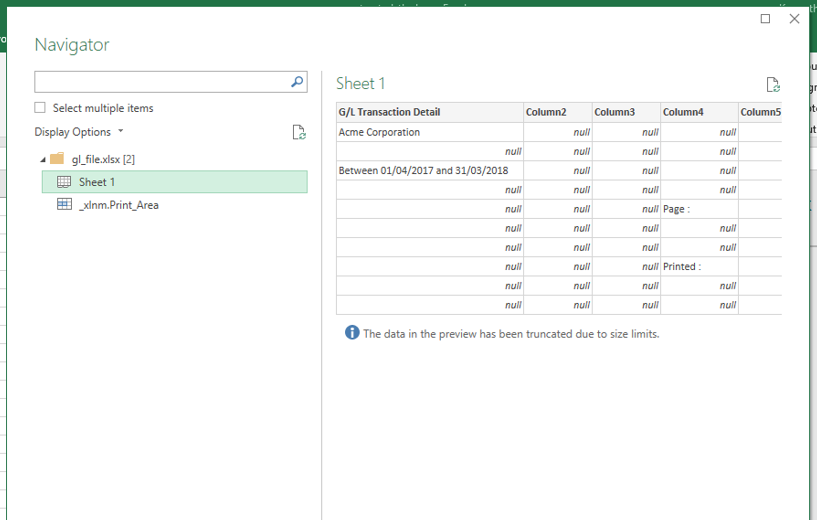 Navigator
Select multiple items
Display Options
gl_file.xlsx [2]
Sheet 1
_xlnm.Print_Area
Sheet 1
G/L Transaction Detail Column2 Column3 Column4 Column5
Acme Corporation null null null
null null null null
Between 01/04/2017 and 31/03/2018 null null null
null null null null
null null null Page :
null null null null
null null null null
null null null Printed :
null null null null
null null null null
The data in the preview has been truncated due to size limits.